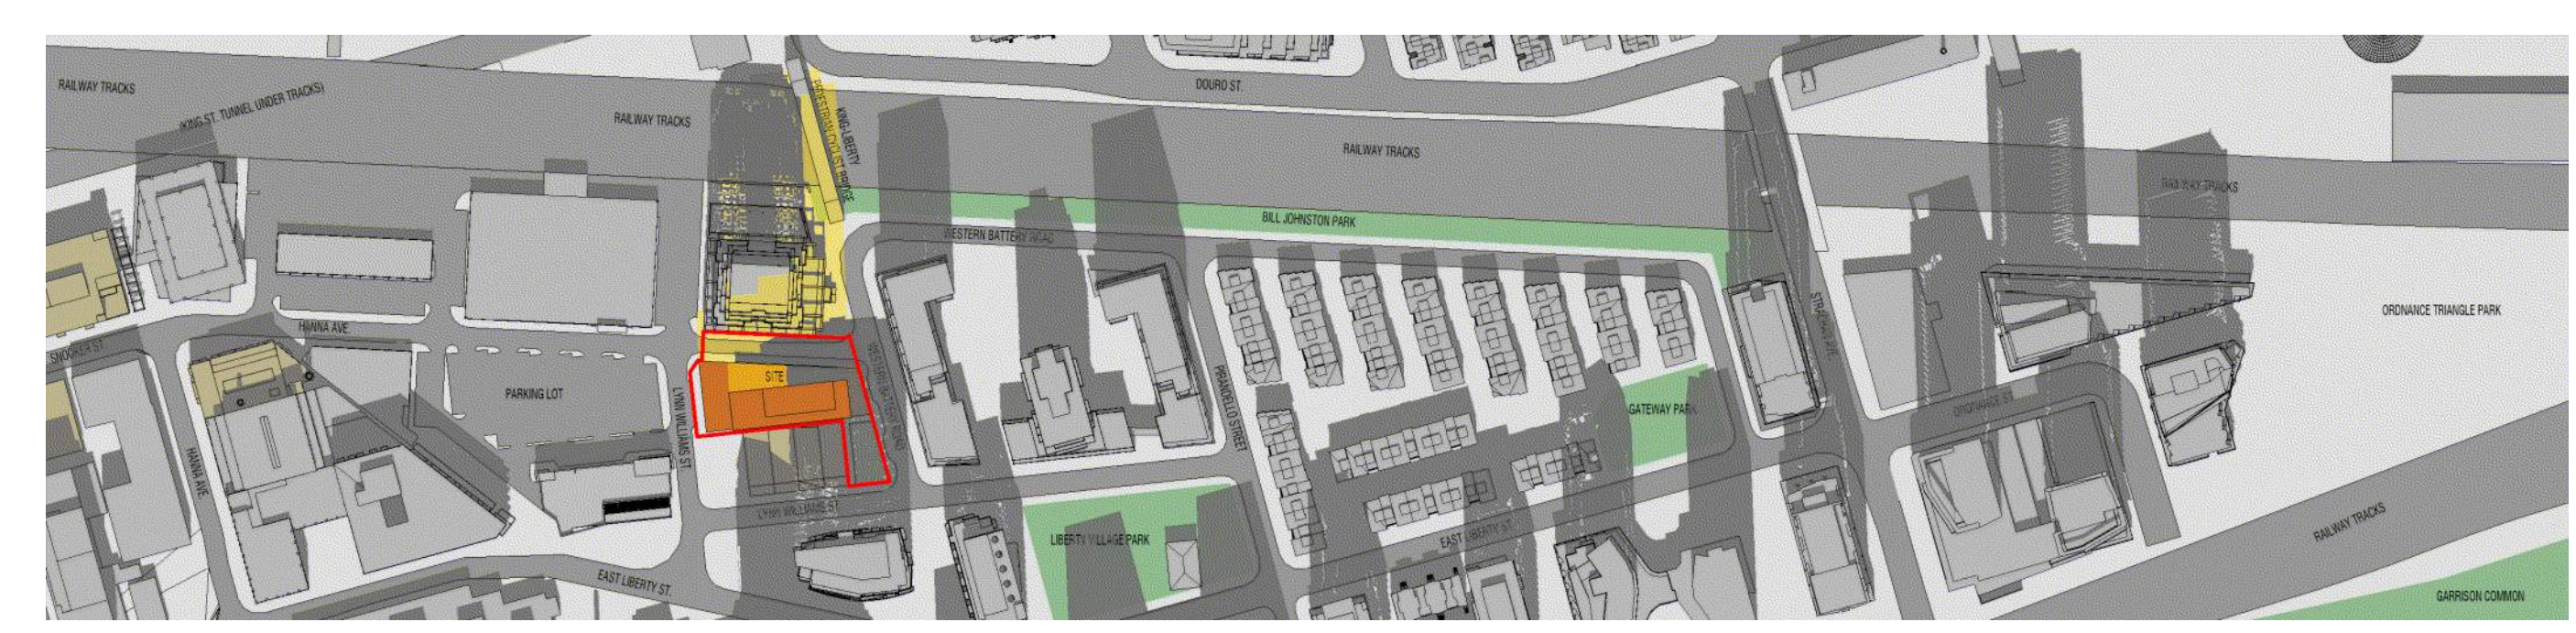 DOURO ST.
RAILWAY TRACKS
(KING ST. TUNNEL UNDER TRACKS)
RAILWAY TRACKS
KING-LIBERTY
PEDESTRIAN CYCLIST BRIDGE
RAILWAY TRACKS
RAILWAY TRACKS
BILL JOHNSTON PARK
WESTERN BATTERY ROAD
ORDNANCE TRIANGLE PARK
STRACHAN AVE.
HANNA AVE.
SNOOKER ST.
SITE
WESTERN BATTERY ROAD
PARKING LOT
LYNN WILLIAMS ST.
PIRANDELLO STREET
GATEWAY PARK
ORDNANCE ST.
HANNA AVE.
LYNN WILLIAMS ST.
LIBERTY VILLAGE PARK
EAST LIBERTY ST.
RAILWAY TRACKS
EAST LIBERTY ST.
GARRISON COMMON